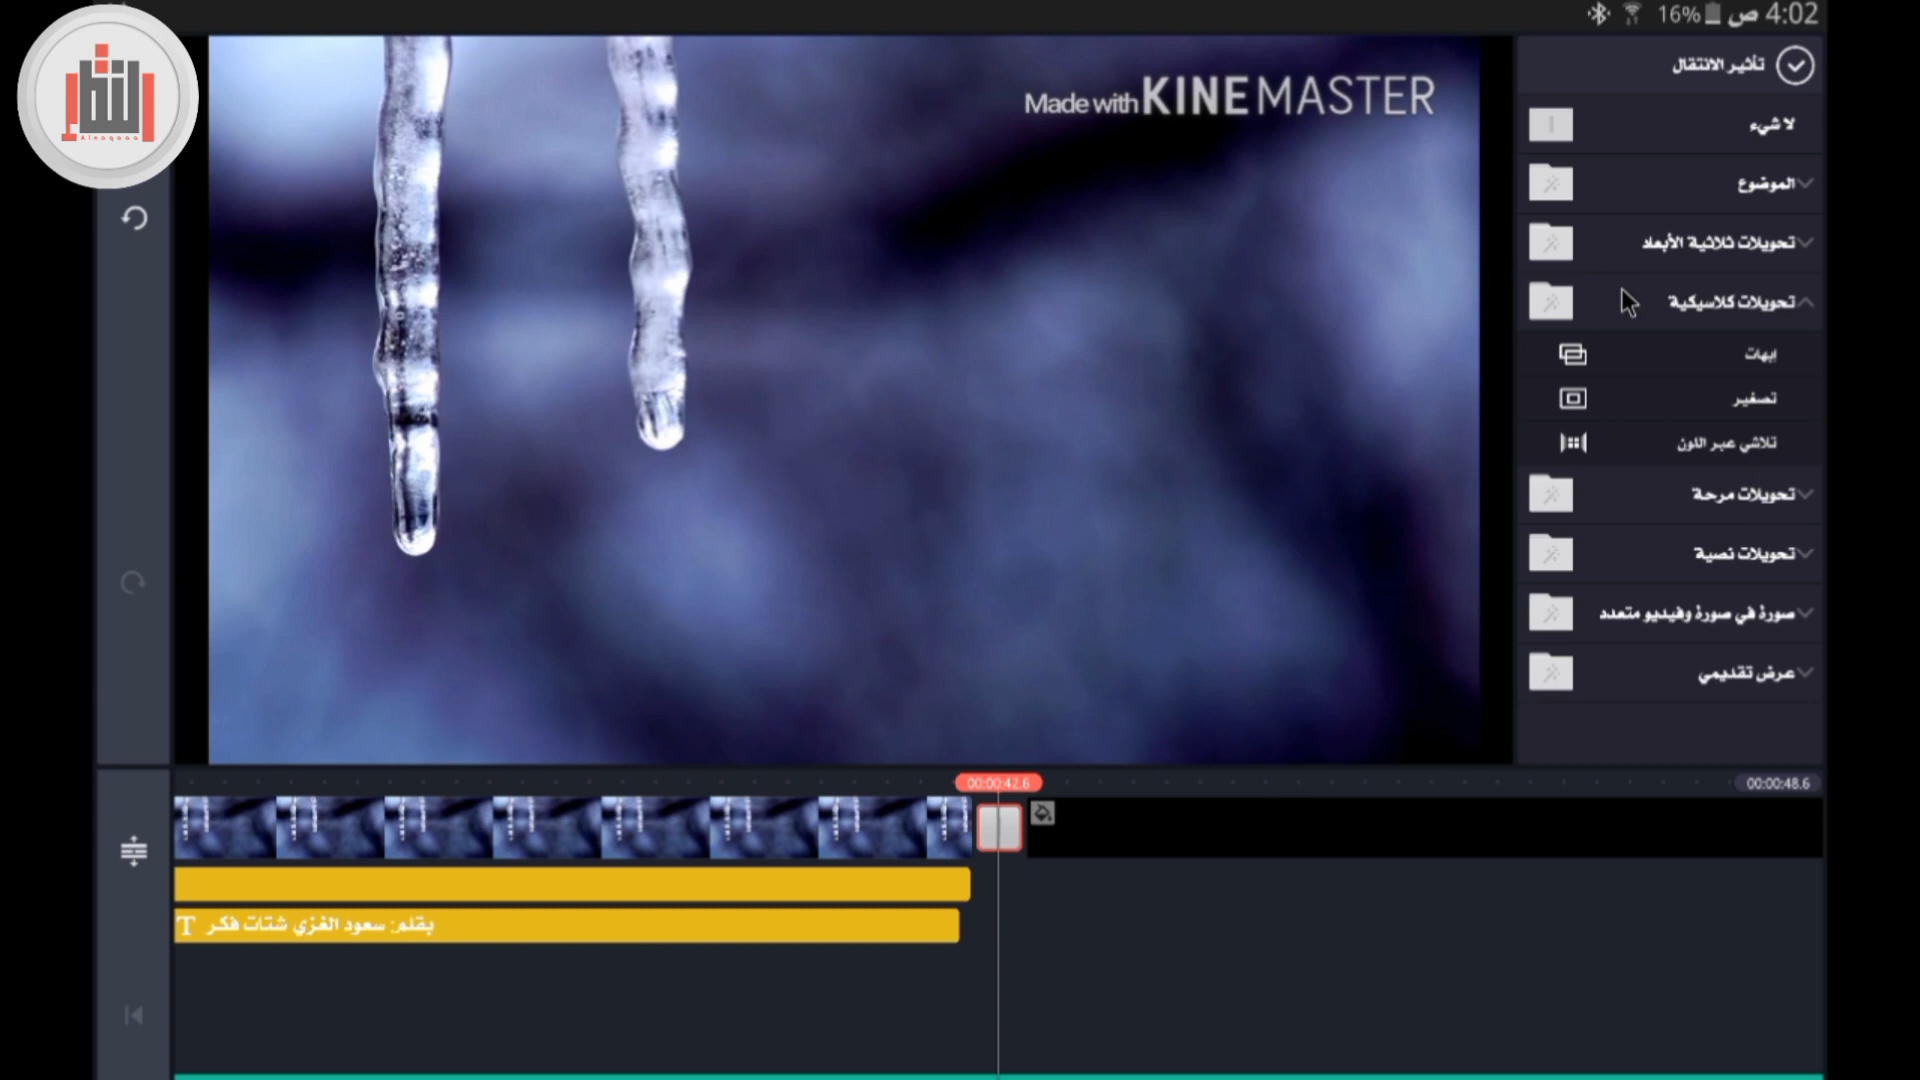 4:02 ص 16%
تأثير الانتقال
لا شيء
الموضوع
تحويلات ثلاثية الأبعاد
تحويلات كلاسيكية
إبهات
تصغير
تلاشي عبر اللون
تحويلات مرحة
تحويلات نصية
صورة في صورة وفيديو متعدد
عرض تقديمي
Made with KINEMASTER
00:00:42.6
00:00:48.6
T بقلم: سعود الغزي شتات فكر